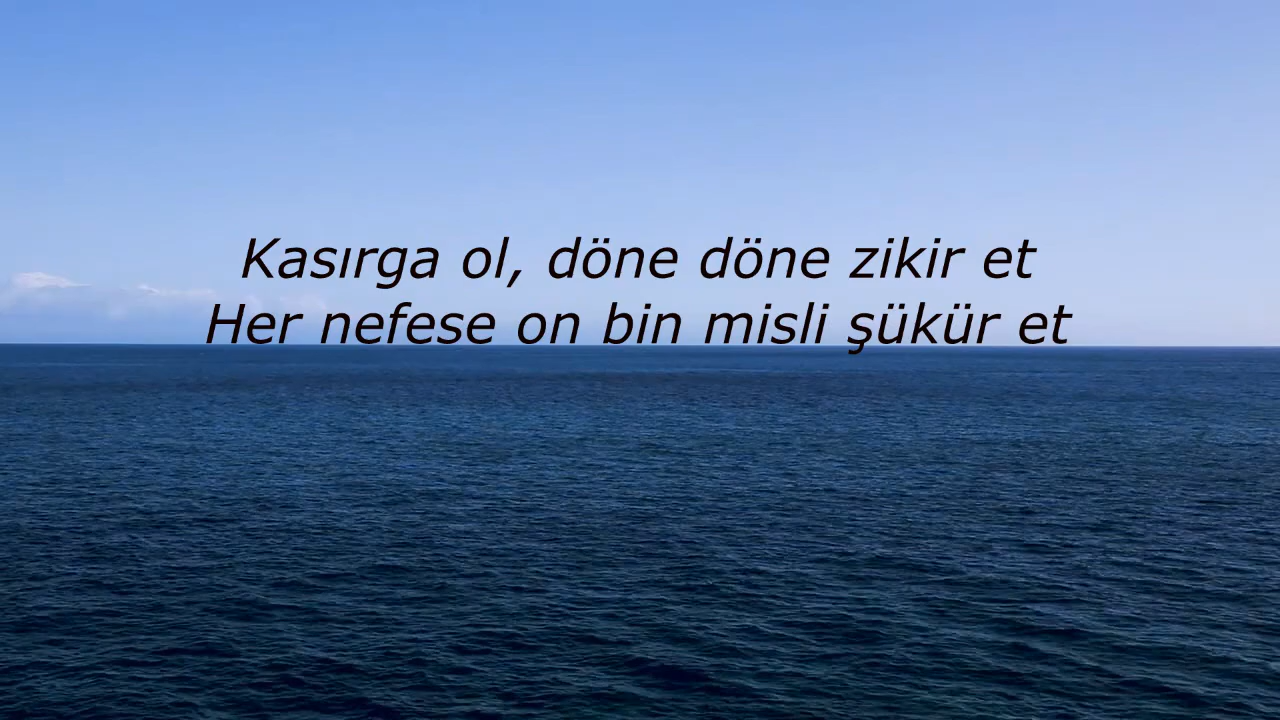 Kasırga ol, döne döne zikir et
Her nefese on bin misli şükür et